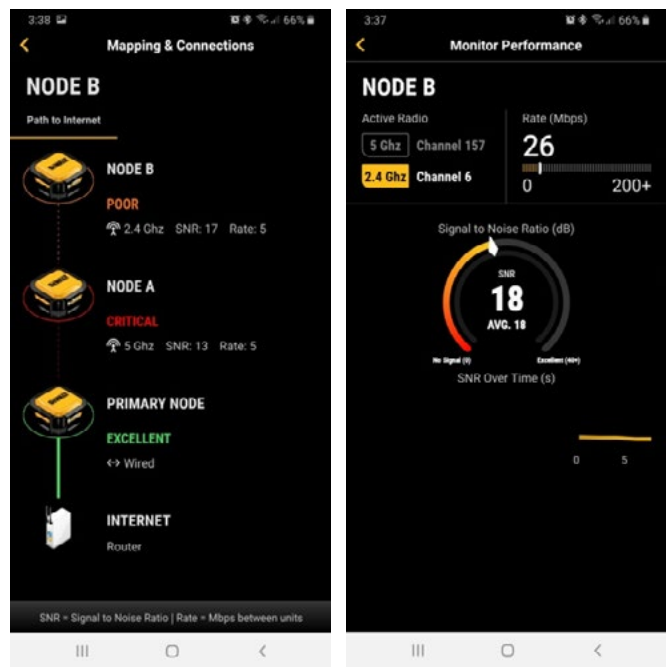 3:38
66%
Mapping & Connections
NODE B
Path to Internet
NODE B
POOR
2.4 Ghz SNR: 17 Rate: 5
NODE A
CRITICAL
5 Ghz SNR: 13 Rate: 5
PRIMARY NODE
EXCELLENT
Wired
INTERNET
Router
SNR = Signal to Noise Ratio | Rate = Mbps between units
3:37
66%
Monitor Performance
NODE B
Active Radio
5 Ghz Channel 157
2.4 Ghz Channel 6
Rate (Mbps)
26
0 200+
Signal to Noise Ratio (dB)
SNR
18
AVG. 18
No Signal (0) Excellent (40+)
SNR Over Time (s)
0 5